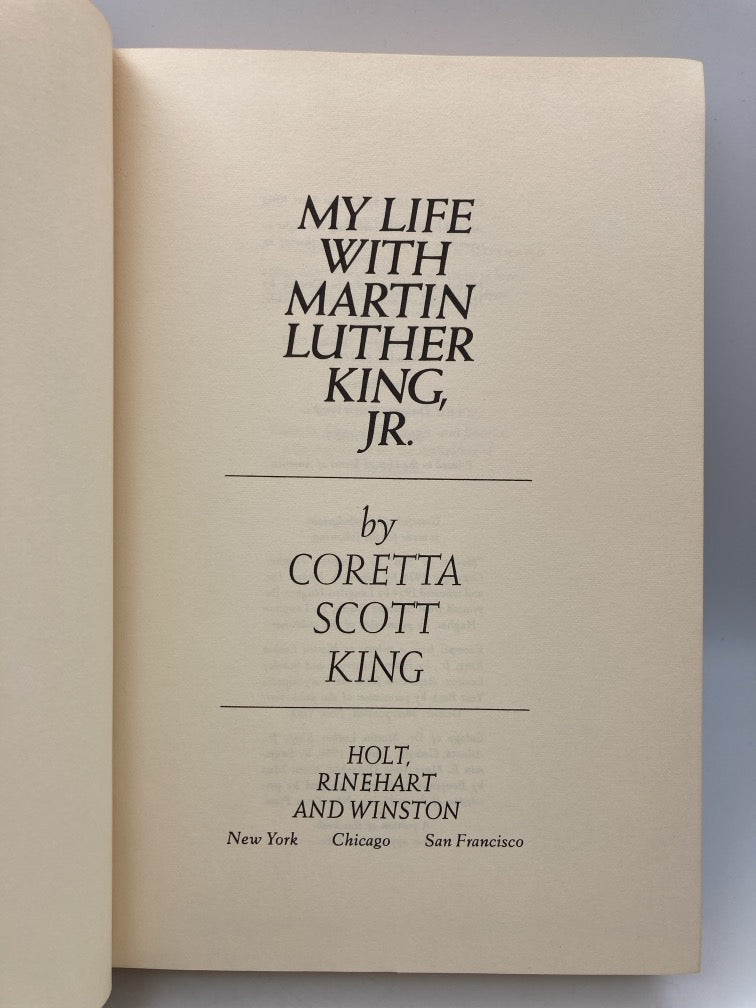 MY LIFE
WITH
MARTIN
LUTHER
KING,
JR.
by
CORETTA
SCOTT
KING
HOLT,
RINEHART
AND WINSTON
New York Chicago San Francisco